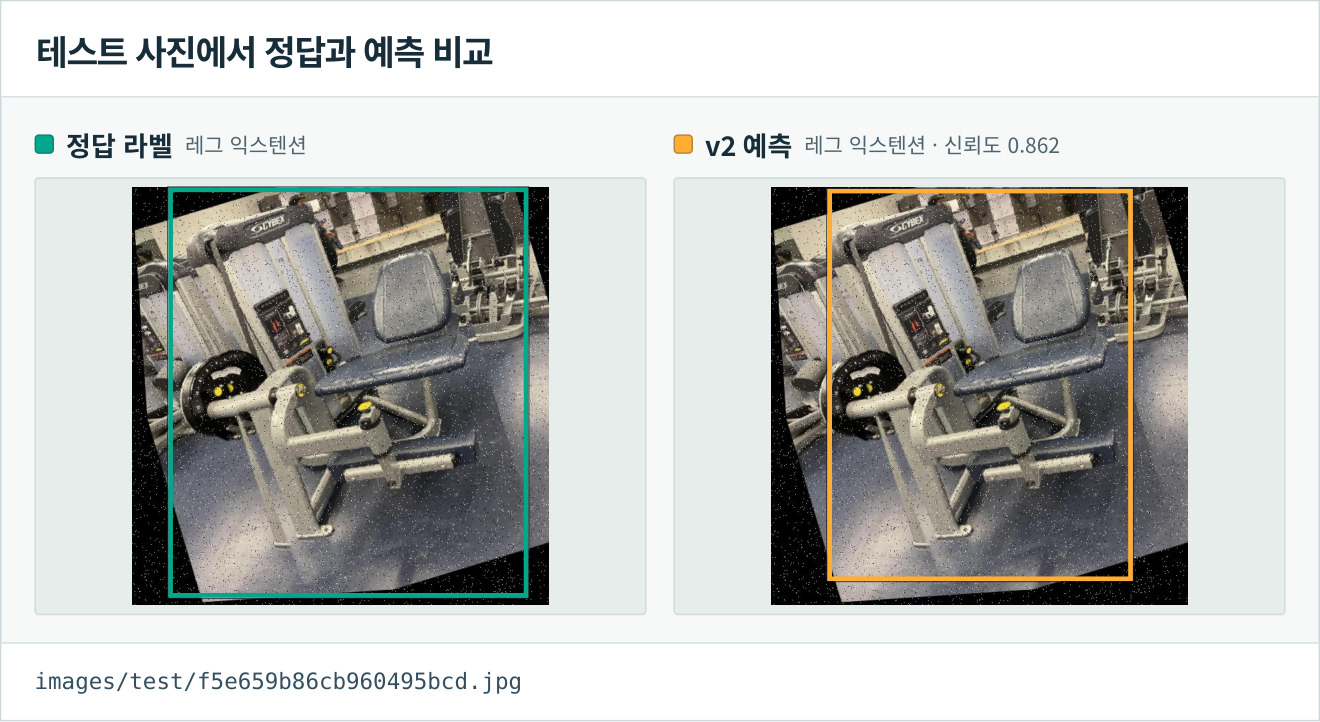 테스트 사진에서 정답과 예측 비교
정답 라벨 레그 익스텐션
v2 예측 레그 익스텐션 · 신뢰도 0.862
CYBEX
CYBEX
images/test/f5e659b86cb960495bcd.jpg